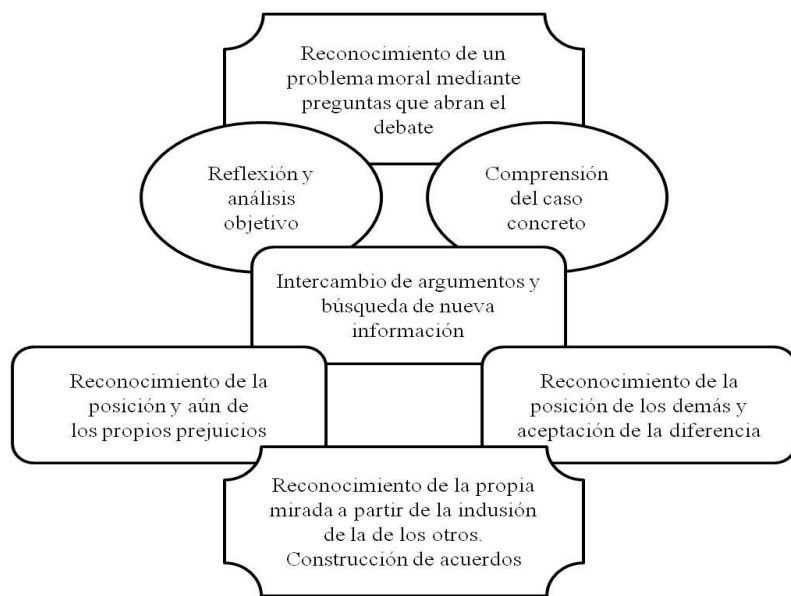 Reconocimiento de un
problema moral mediante
preguntas que abran el
debate
Reflexión y
análisis
objetivo
Comprensión
del caso
concreto
Intercambio de argumentos y
búsqueda de nueva
información
Reconocimiento de la
posición y aún de
los propios prejuicios
Reconocimiento de la
posición de los demás y
aceptación de la diferencia
Reconocimiento de la propia
mirada a partir de la indusión
de la de los otros.
Construcción de acuerdos